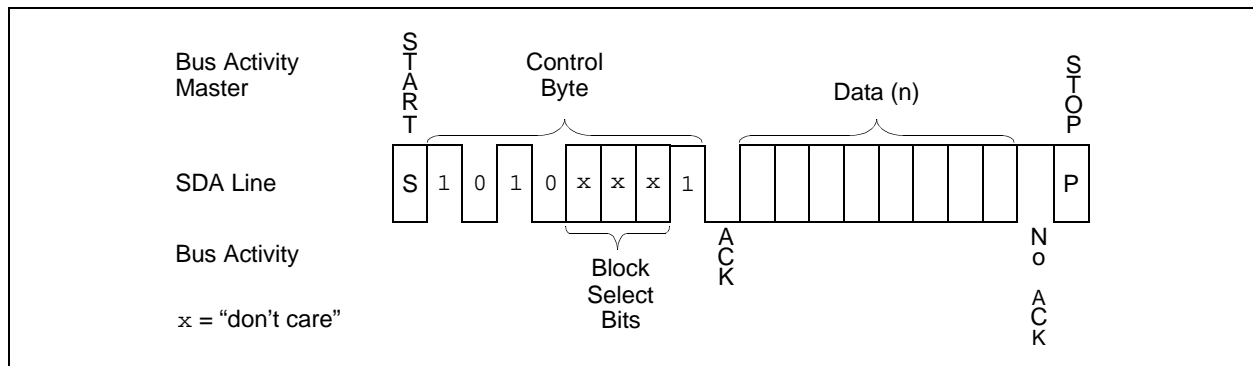 Bus Activity
Master
START
Control
Byte
Data (n)
STOP
SDA Line
S 1 0 1 0 x x x 1 P
Bus Activity
ACK
No ACK
Block
Select
Bits
x = “don’t care”